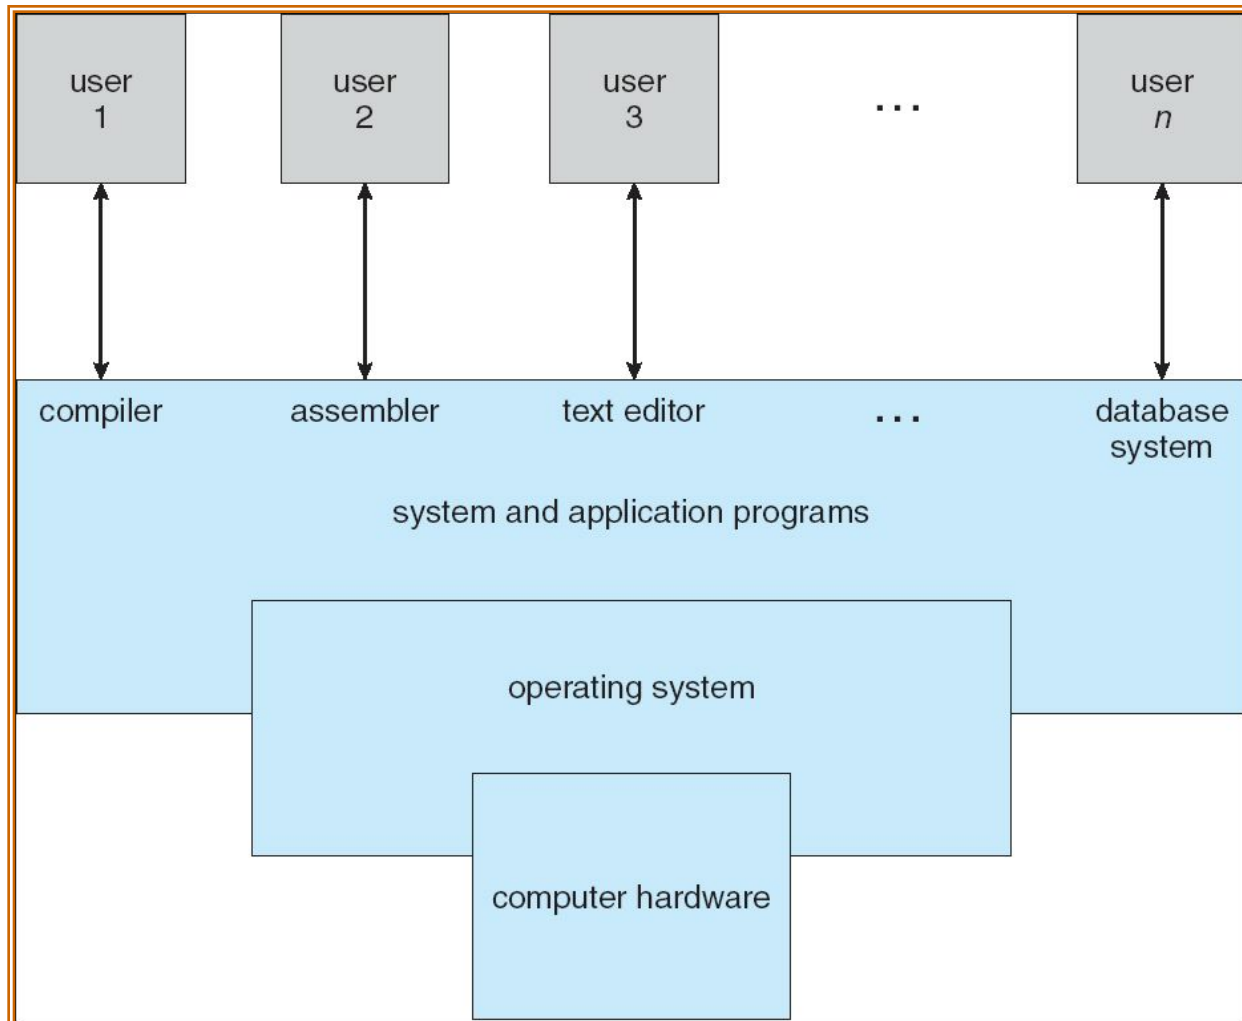 user
1
user
2
user
3
...
user
n
compiler
assembler
text editor
...
database
system
system and application programs
operating system
computer hardware